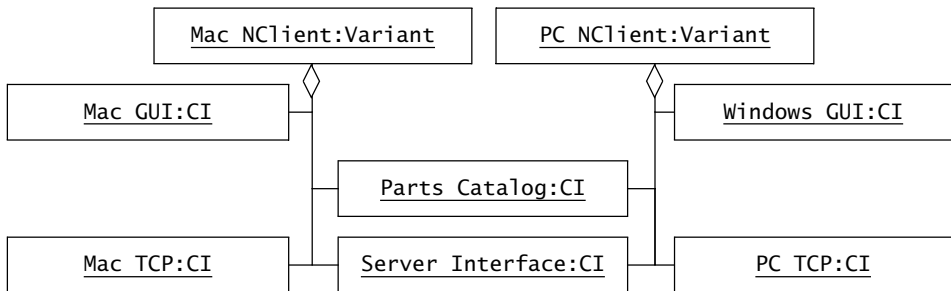 Mac NClient:Variant
PC NClient:Variant
Mac GUI:CI
Windows GUI:CI
Parts Catalog:CI
Mac TCP:CI
Server Interface:CI
PC TCP:CI